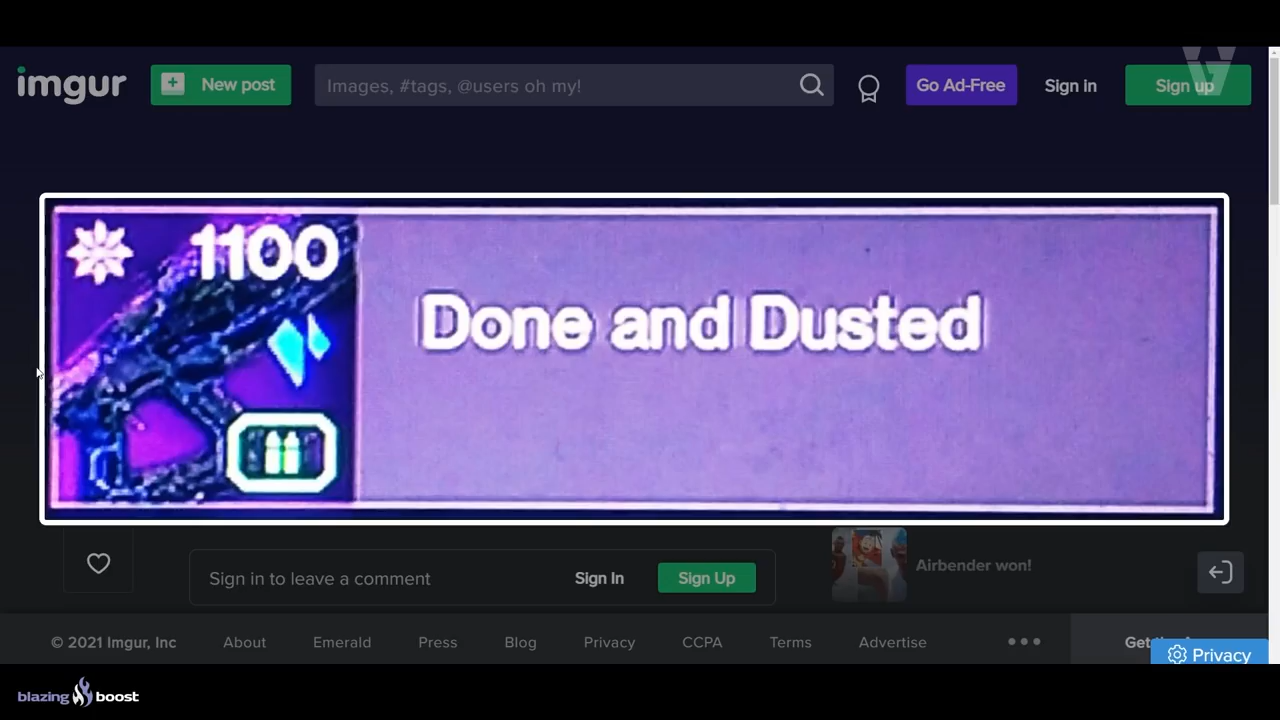 imgur
New post
Images, #tags, @users oh my!
Go Ad-Free
Sign in
Sign up
1100
Done and Dusted
Sign in to leave a comment
Sign In
Sign Up
Airbender won!
© 2021 Imgur, Inc
About
Emerald
Press
Blog
Privacy
CCPA
Terms
Advertise
Get
Privacy
blazing boost